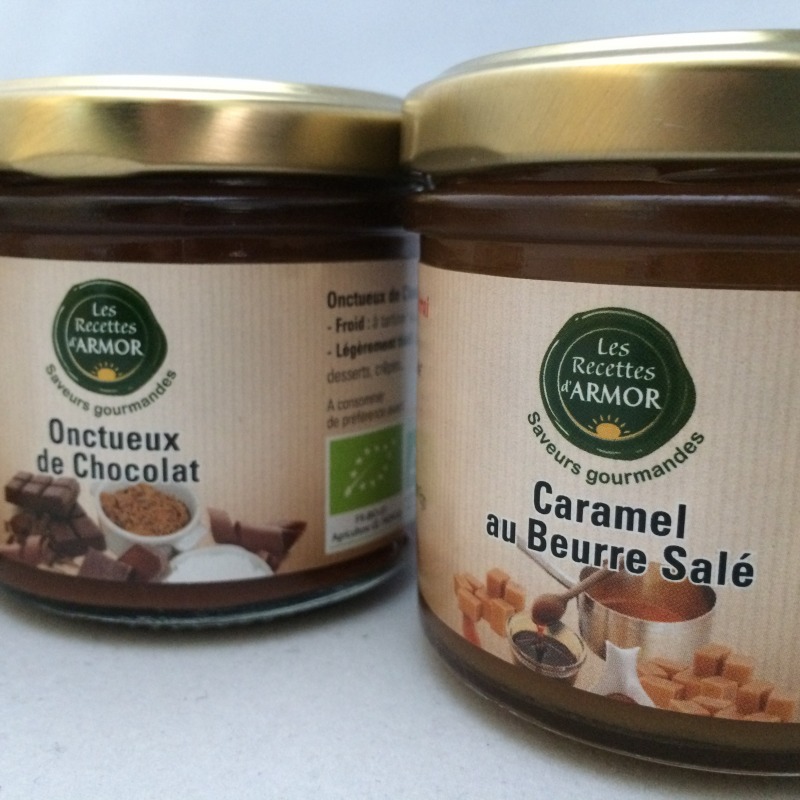 Les
Recettes
d'ARMOR
Saveurs gourmandes
Onctueux
de Chocolat
Onctueux de
- Froid : à
- Légèrement
desserts, crêpes
A consommer
de préférence
Les
Recettes
d'ARMOR
Saveurs gourmandes
Caramel
au Beurre Salé